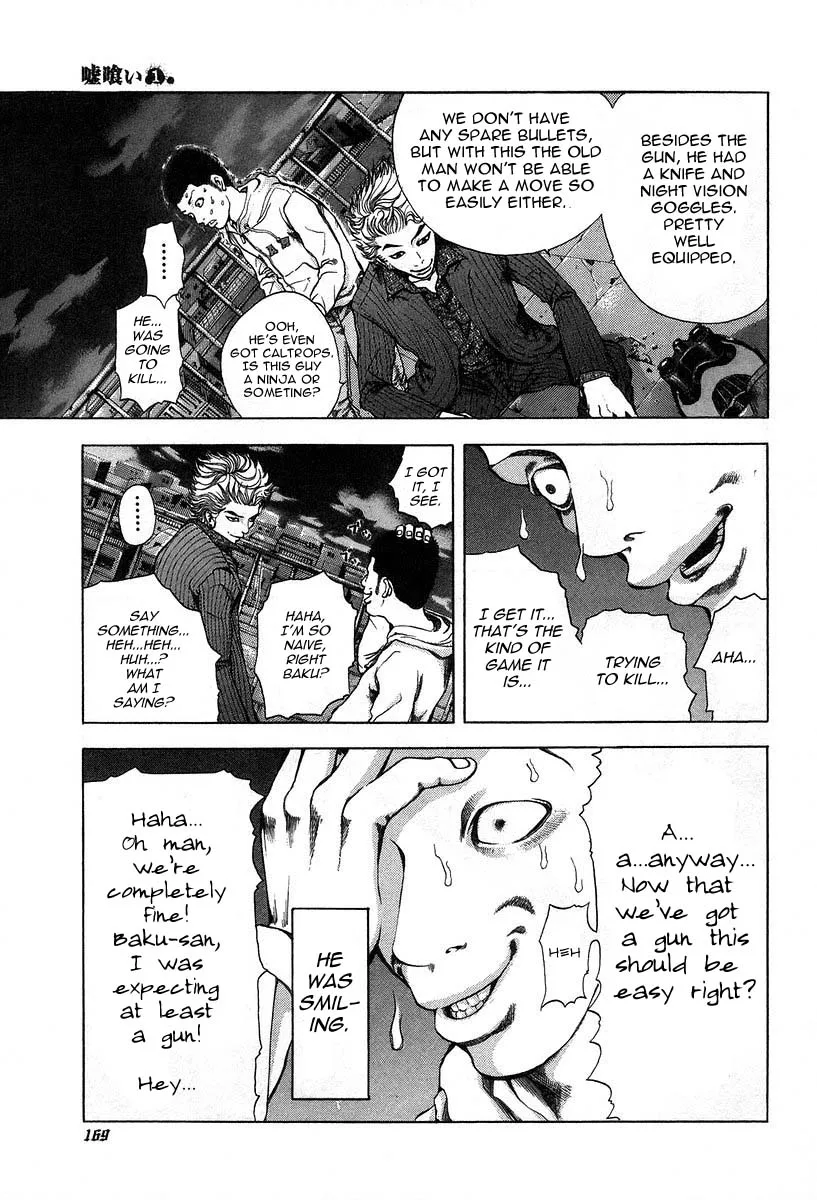 嘘喰い1。
BESIDES THE
GUN, HE HAD
A KNIFE AND
NIGHT VISION
GOGGLES.
PRETTY
WELL
EQUIPPED.
WE DON'T HAVE
ANY SPARE BULLETS,
BUT WITH THIS THE OLD
MAN WON'T BE ABLE
TO MAKE A MOVE SO
EASILY EITHER.
OOH,
HE'S EVEN
GOT CALTROPS.
IS THIS GUY
A NINJA OR
SOMETING?
......
HE...
WAS
GOING
TO
KILL...
AHA...
TRYING
TO KILL...
I GET IT...
THAT'S THE
KIND OF
GAME IT
IS...
I GOT
IT, I
SEE.
HAHA,
I'M SO
NAIVE,
RIGHT
BAKU?
......
SAY
SOMETHING...
HEH...HEH...
HUH...?
WHAT
AM I
SAYING?
A...
a...anyway...
Now that
we've got
a gun this
should be
easy right?
HEH
HE
WAS
SMIL-
ING.
Haha...
Oh man,
we're
completely
fine!
Baku-san,
I was
expecting
at least
a gun!
Hey...
169